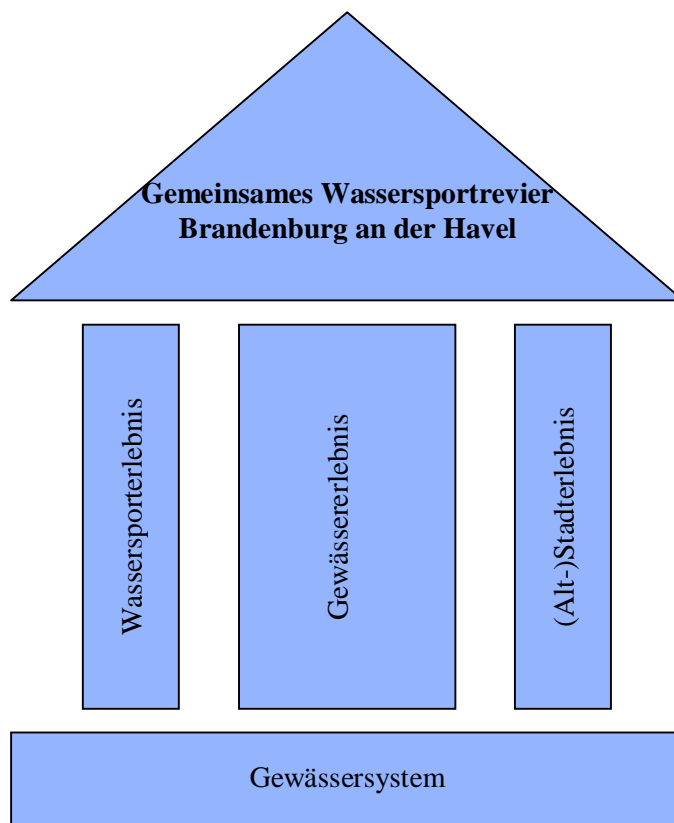 Gemeinsames Wassersportrevier
Brandenburg an der Havel
Wassersporterlebnis
Gewässererlebnis
(Alt-)Stadterlebnis
Gewässersystem